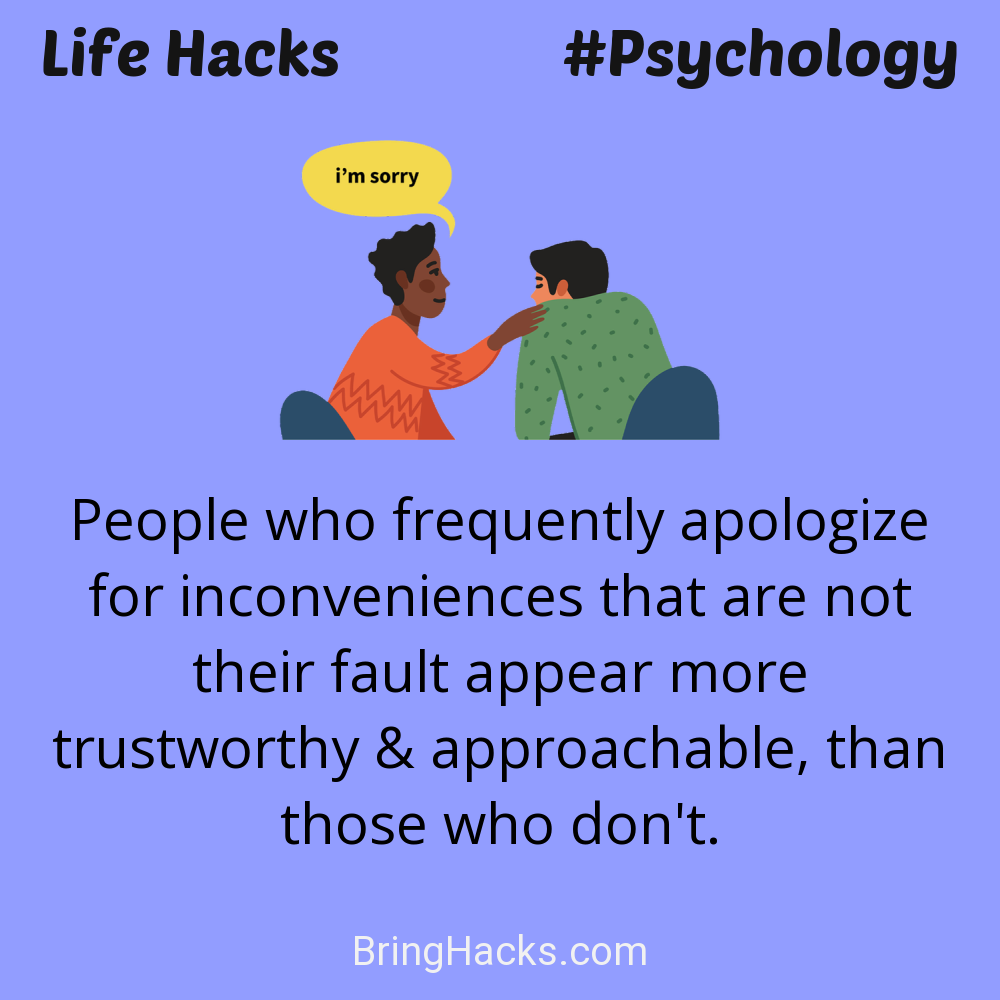 Life Hacks #Psychology
i'm sorry
People who frequently apologize
for inconveniences that are not
their fault appear more
trustworthy & approachable, than
those who don't.
BringHacks.com